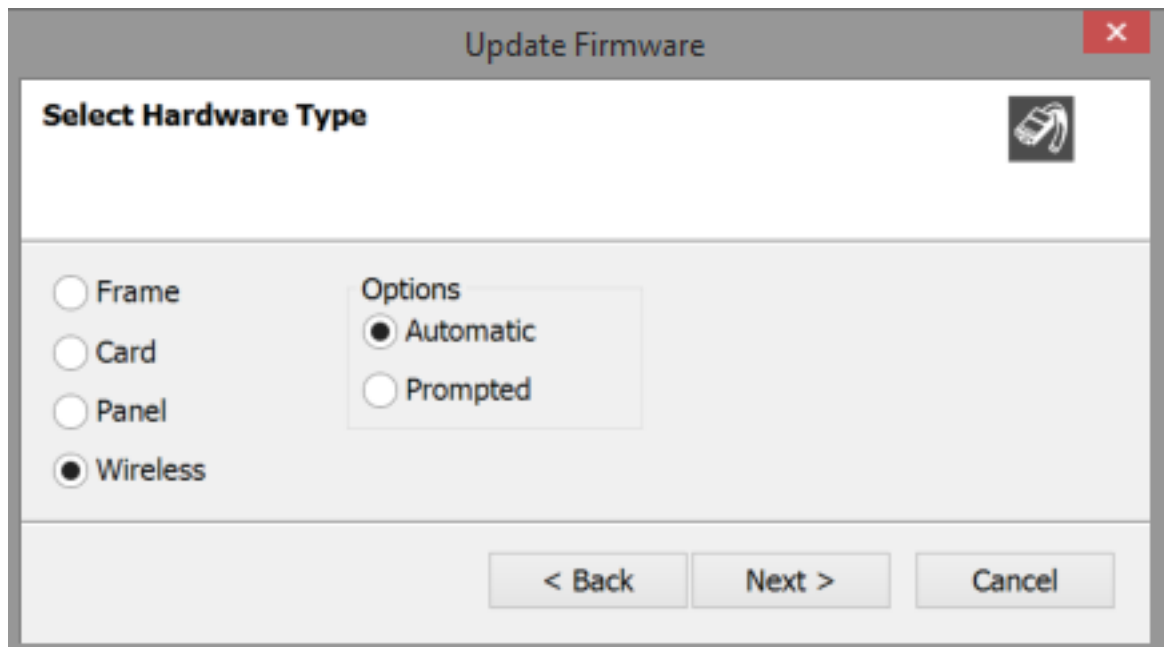 Update Firmware
Select Hardware Type
Frame
Card
Panel
Wireless
Options
Automatic
Prompted
< Back
Next >
Cancel